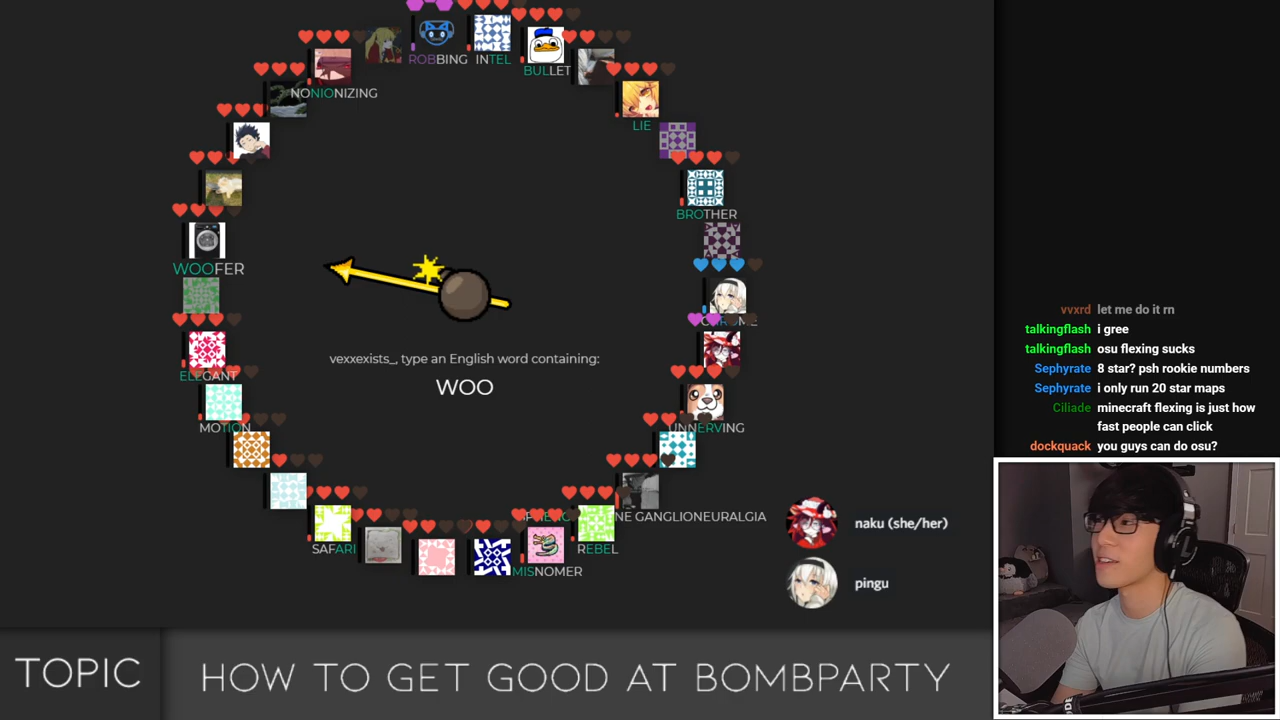 ROBBING
INTEL
BULLET
NONIONIZING
LIE
BROTHER
WOOFER
vexxexists_, type an English word containing:
WOO
ELEGANT
MOTION
UNNERVING
NE GANGLIONEURALGIA
SAFARI
REBEL
MISNOMER
naku (she/her)
pingu
vvxrd let me do it rn
talkingflash i gree
talkingflash osu flexing sucks
Sephyrate 8 star? psh rookie numbers
Sephyrate i only run 20 star maps
Ciliade minecraft flexing is just how
fast people can click
dockquack you guys can do osu?
TOPIC
HOW TO GET GOOD AT BOMBPARTY